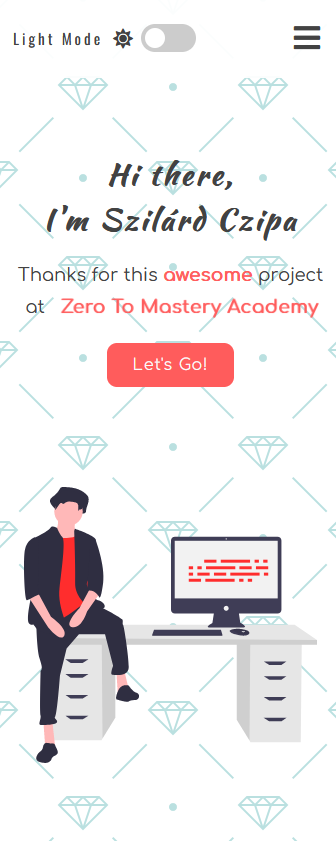 Light Mode
Hi there,
I'm Szilárd Czipa
Thanks for this awesome project
at Zero To Mastery Academy
Let's Go!